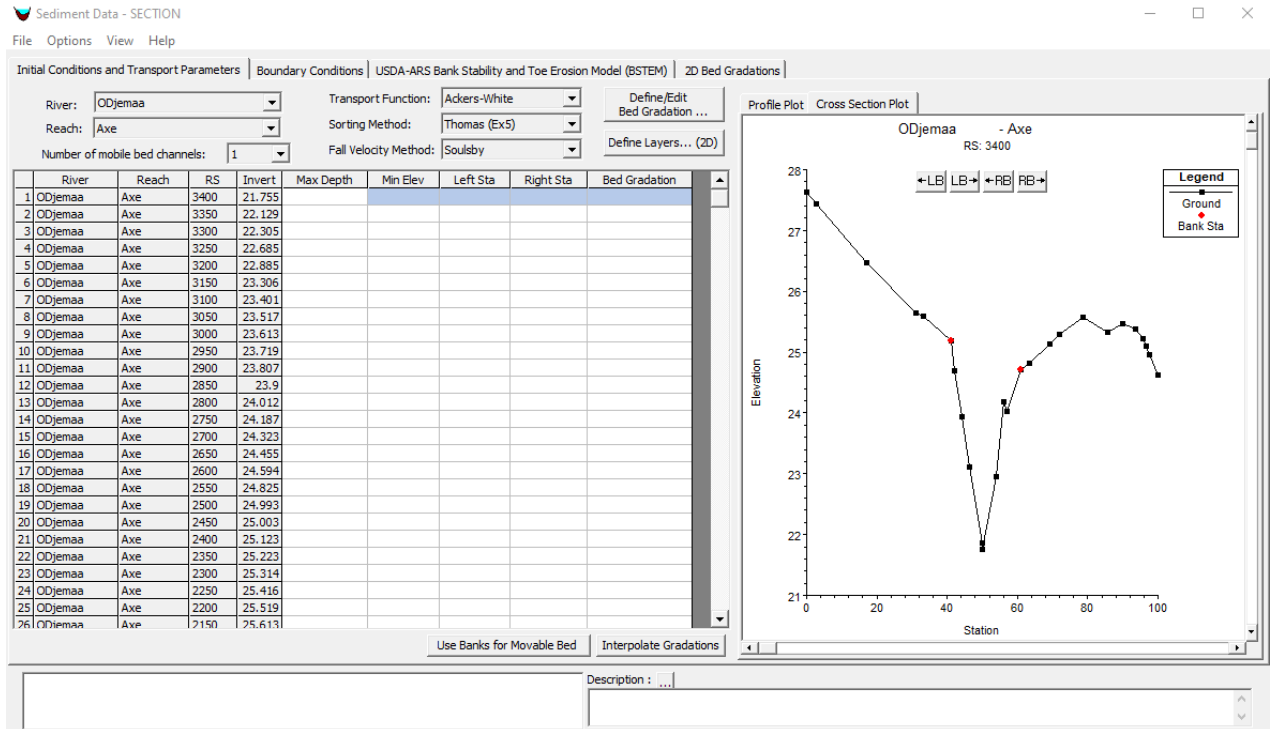 Sediment Data - SECTION
File Options View Help
Initial Conditions and Transport Parameters Boundary Conditions USDA-ARS Bank Stability and Toe Erosion Model (BSTEM) 2D Bed Gradations
River: ODjemaa
Reach: Axe
Number of mobile bed channels: 1
Transport Function: Ackers-White
Sorting Method: Thomas (Ex5)
Fall Velocity Method: Soulsby
Define/Edit
Bed Gradation ...
Define Layers... (2D)
River Reach RS Invert Max Depth Min Elev Left Sta Right Sta Bed Gradation
1 ODjemaa Axe 3400 21.755
2 ODjemaa Axe 3350 22.129
3 ODjemaa Axe 3300 22.305
4 ODjemaa Axe 3250 22.685
5 ODjemaa Axe 3200 22.885
6 ODjemaa Axe 3150 23.306
7 ODjemaa Axe 3100 23.401
8 ODjemaa Axe 3050 23.517
9 ODjemaa Axe 3000 23.613
10 ODjemaa Axe 2950 23.719
11 ODjemaa Axe 2900 23.807
12 ODjemaa Axe 2850 23.9
13 ODjemaa Axe 2800 24.012
14 ODjemaa Axe 2750 24.187
15 ODjemaa Axe 2700 24.323
16 ODjemaa Axe 2650 24.455
17 ODjemaa Axe 2600 24.594
18 ODjemaa Axe 2550 24.825
19 ODjemaa Axe 2500 24.993
20 ODjemaa Axe 2450 25.003
21 ODjemaa Axe 2400 25.123
22 ODjemaa Axe 2350 25.223
23 ODjemaa Axe 2300 25.314
24 ODjemaa Axe 2250 25.416
25 ODjemaa Axe 2200 25.519
26 ODjemaa Axe 2150 25.613
Use Banks for Movable Bed Interpolate Gradations
Profile Plot Cross Section Plot
ODjemaa - Axe
RS: 3400
←LB LB→ ←RB RB→
Legend
Ground
Bank Sta
28
27
26
25
24
23
22
21
Elevation
0 20 40 60 80 100
Station
Description : ...